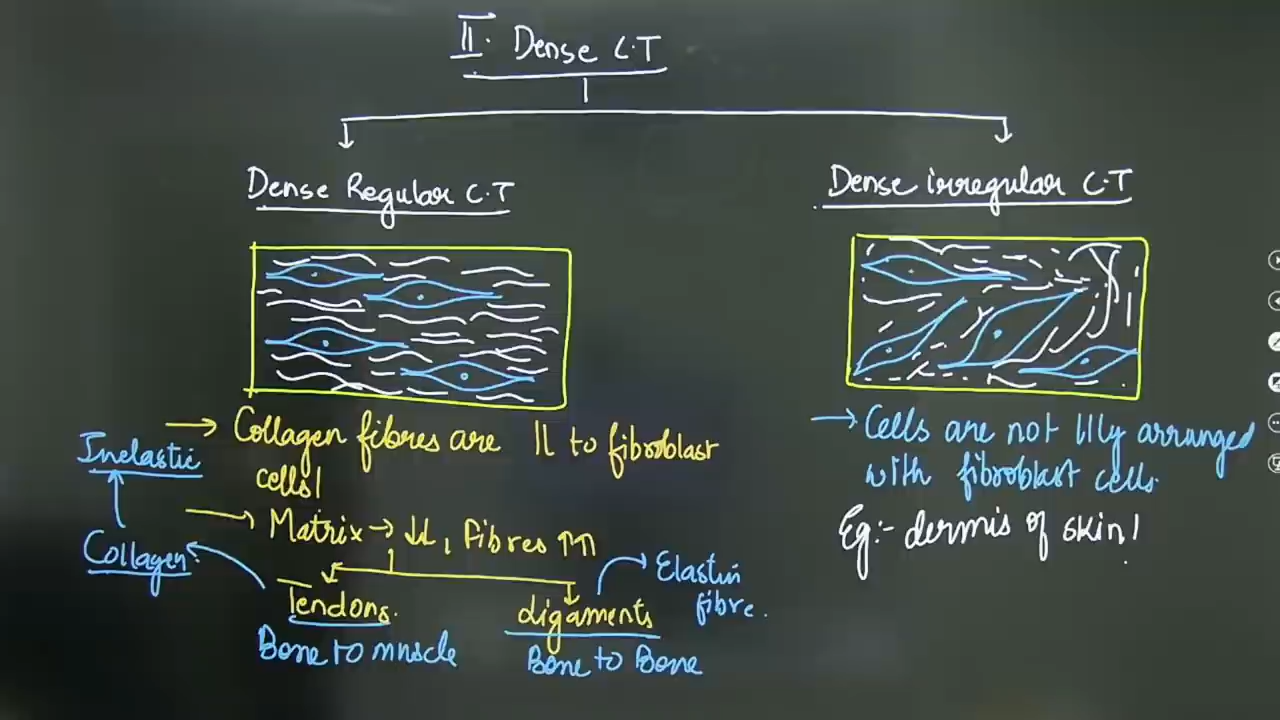 II. Dense C.T
Dense Regular C.T
Dense irregular C.T
→ Collagen fibres are || to fibroblast
cells|
→ Matrix → ↓↓, Fibres ↑↑
Inelastic
Collagen
Tendons.
Bone to muscle
Ligaments
Bone to Bone
Elastin
fibre.
→ Cells are not ||ly arranged
with fibroblast cells.
Eg:- dermis of skin|